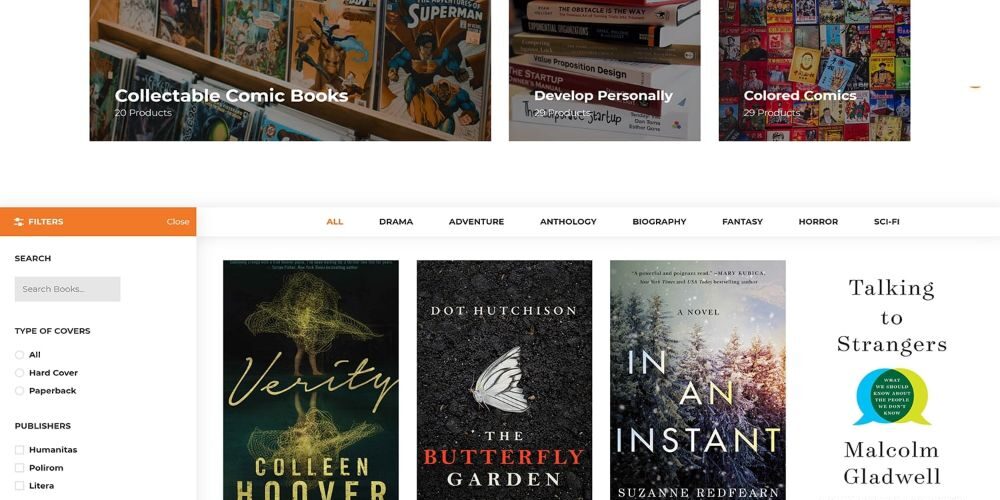 SUPERMAN
THE OBSTACLE IS THE WAY
EXPONENTIAL ORGANIZATIONS
Value Proposition Design
THE STARTUP
OWNER'S MANUAL
Collectable Comic Books
20 Products
Develop Personally
29 Products
Colored Comics
29 Products
FILTERS
Close
ALL
DRAMA
ADVENTURE
ANTHOLOGY
BIOGRAPHY
FANTASY
HORROR
SCI-FI
SEARCH
Search Books...
TYPE OF COVERS
All
Hard Cover
Paperback
PUBLISHERS
Humanitas
Polirom
Litera
Verity
COLLEEN
HOOVER
DOT HUTCHISON
THE
BUTTERFLY
GARDEN
"A powerful and poignant read." —MARY KUBICA,
New York Times and USA Today bestselling author
A NOVEL
IN
AN
INSTANT
SUZANNE REDFEARN
Talking
to
Strangers
WHAT
WE SHOULD
KNOW ABOUT
THE PEOPLE
WE DON'T
KNOW
Malcolm
Gladwell